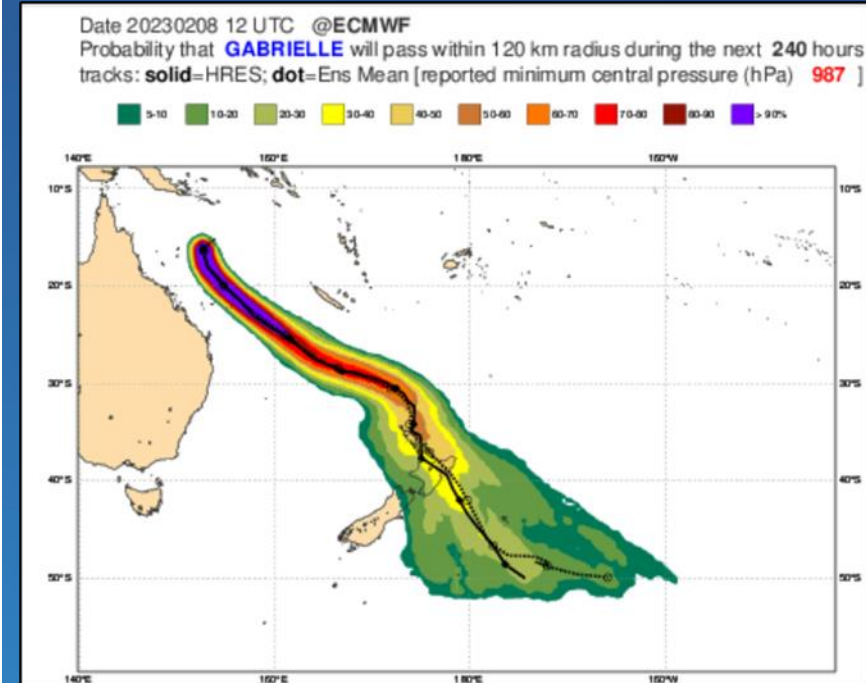 Date 20230208 12 UTC @ECMWF
Probability that GABRIELLE will pass within 120 km radius during the next 240 hours
tracks: solid=HRES; dot=Ens Mean [reported minimum central pressure (hPa) 987 ]
5-10 10-20 20-30 30-40 40-50 50-60 60-70 70-80 80-90 > 90%
140°E 160°E 180°E 160°W
10°S 10°S
20°S 20°S
30°S 30°S
40°S 40°S
50°S 50°S
140°E 160°E 180°E 160°W